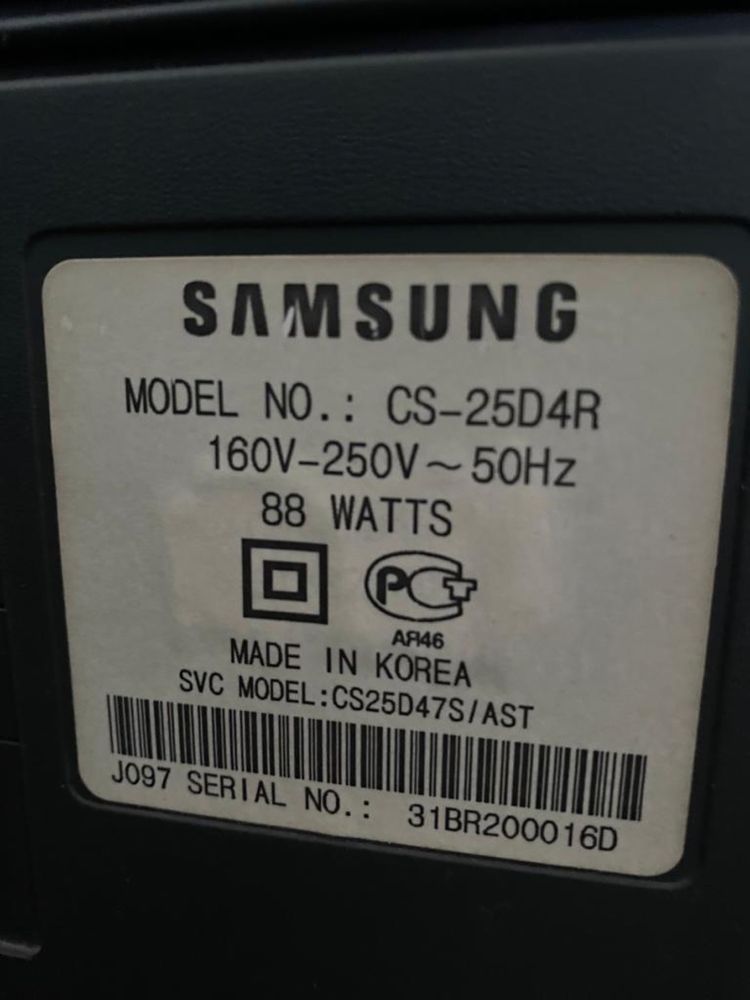 SAMSUNG
MODEL NO.: CS-25D4R
160V-250V~50Hz
88 WATTS
РСТ
АЯ46
MADE IN KOREA
SVC MODEL:CS25D47S/AST
J097 SERIAL NO.: 31BR200016D